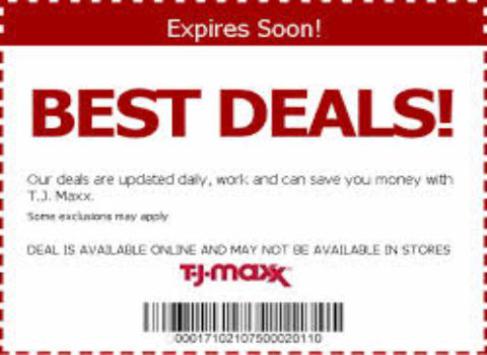 Expires Soon!
BEST DEALS!
Our deals are updated daily, work and can save you money with
T.J. Maxx.
Some exclusions may apply
DEAL IS AVAILABLE ONLINE AND MAY NOT BE AVAILABLE IN STORES
T·J·maxx
00017102107500020110